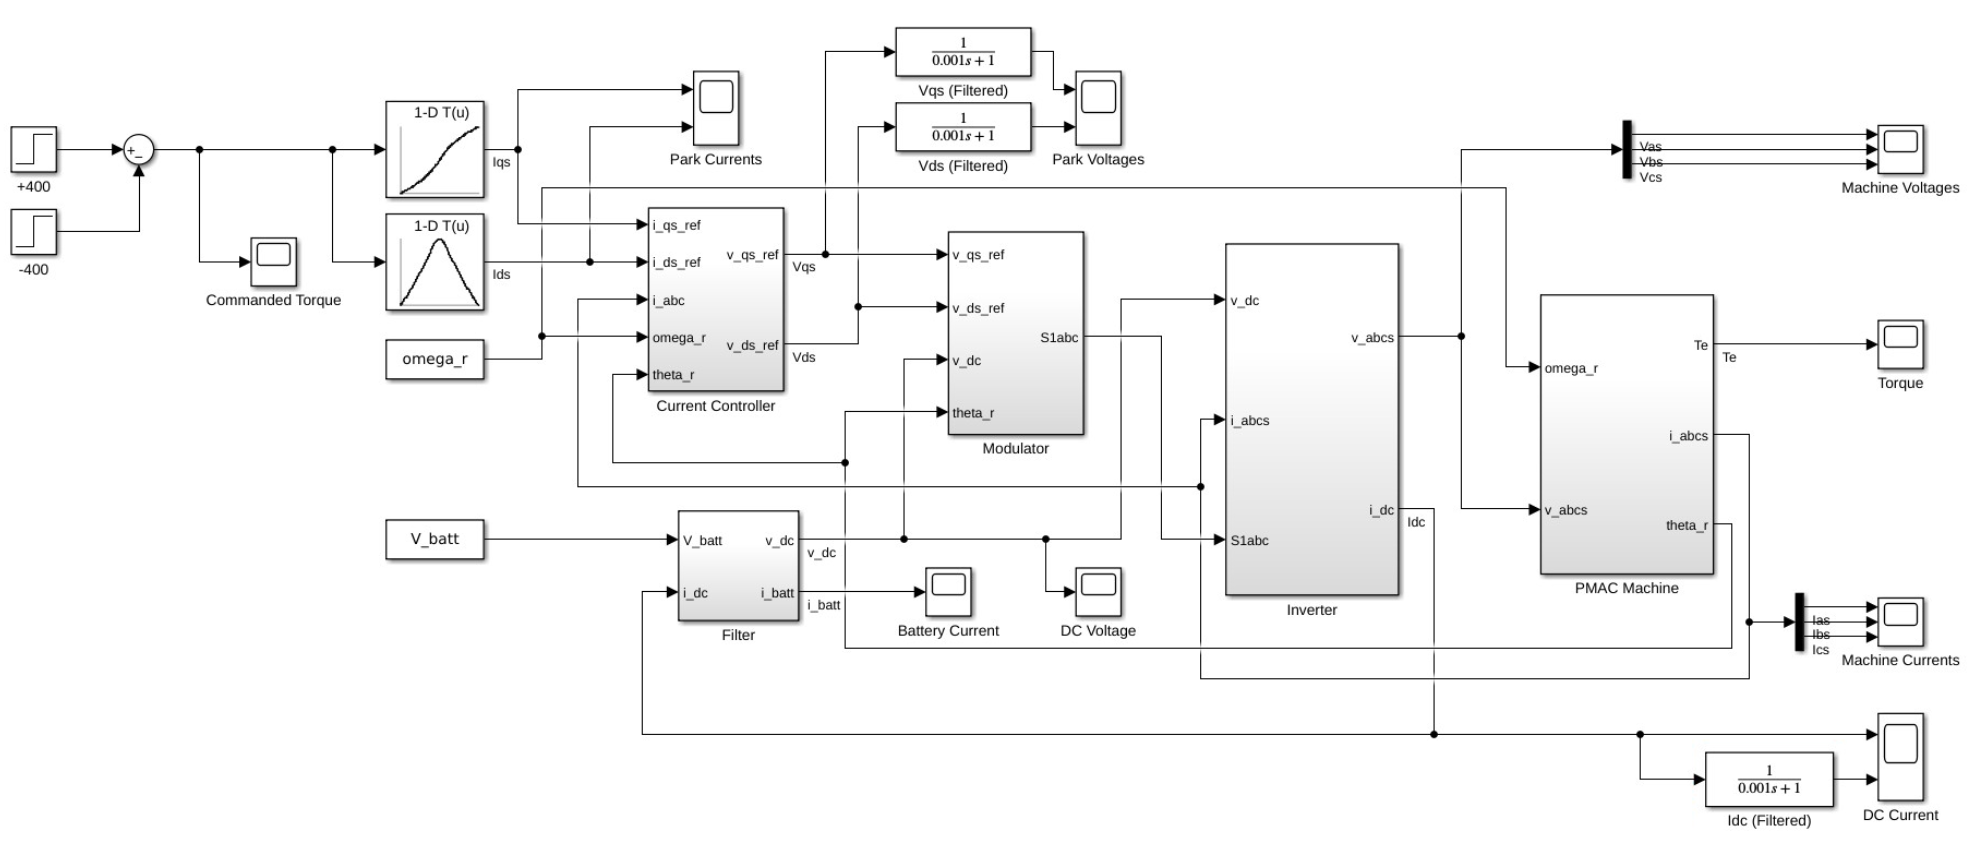 +_
+400
-400
Commanded Torque
1-D T(u)
Iqs
1-D T(u)
Ids
omega_r
V_batt
Park Currents
1
0.001s + 1
Vqs (Filtered)
1
0.001s + 1
Vds (Filtered)
Park Voltages
i_qs_ref
i_ds_ref
i_abc
omega_r
theta_r
v_qs_ref
v_ds_ref
Current Controller
Vqs
Vds
v_qs_ref
v_ds_ref
v_dc
theta_r
S1abc
Modulator
V_batt
i_dc
v_dc
i_batt
Filter
v_dc
i_batt
Battery Current
DC Voltage
v_dc
i_abcs
S1abc
v_abcs
i_dc
Inverter
Idc
omega_r
v_abcs
Te
i_abcs
theta_r
PMAC Machine
Te
Torque
Vas
Vbs
Vcs
Machine Voltages
Ias
Ibs
Ics
Machine Currents
1
0.001s + 1
Idc (Filtered)
DC Current